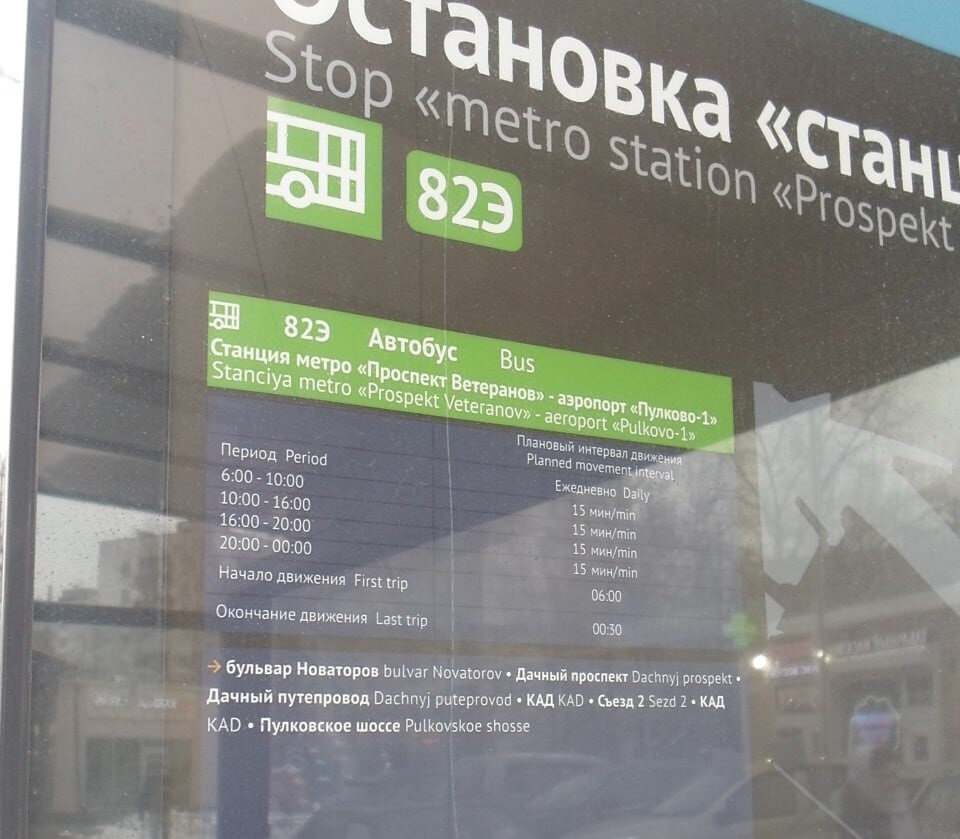 Остановка «станц
Stop «metro station «Prospekt
82Э
82Э Автобус Bus
Станция метро «Проспект Ветеранов» - аэропорт «Пулково-1»
Stanciya metro «Prospekt Veteranov» - aeroport «Pulkovo-1»
Плановый интервал движения
Planned movement interval
Период Period
Ежедневно Daily
6:00 - 10:00 15 мин/min
10:00 - 16:00 15 мин/min
16:00 - 20:00 15 мин/min
20:00 - 00:00 15 мин/min
Начало движения First trip 06:00
Окончание движения Last trip 00:30
→ бульвар Новаторов bulvar Novatorov • Дачный проспект Dachnyj prospekt •
Дачный путепровод Dachnyj puteprovod • КАД KAD • Съезд 2 Sezd 2 • КАД
KAD • Пулковское шоссе Pulkovskoe shosse